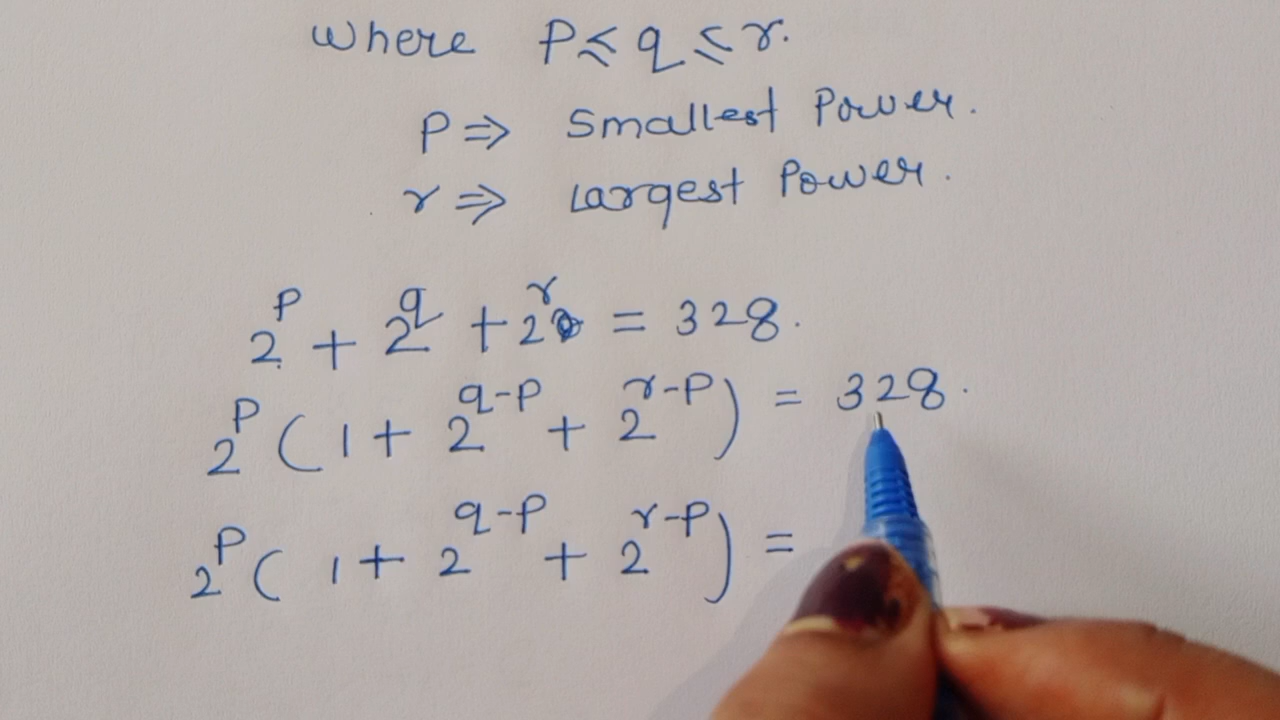 where P ≤ q ≤ r.
P ⇒ Smallest Power.
r ⇒ Largest Power.
2^P + 2^q + 2^r = 328.
2^P ( 1 + 2^{q-P} + 2^{r-P} ) = 328.
2^P ( 1 + 2^{q-P} + 2^{r-P} ) =